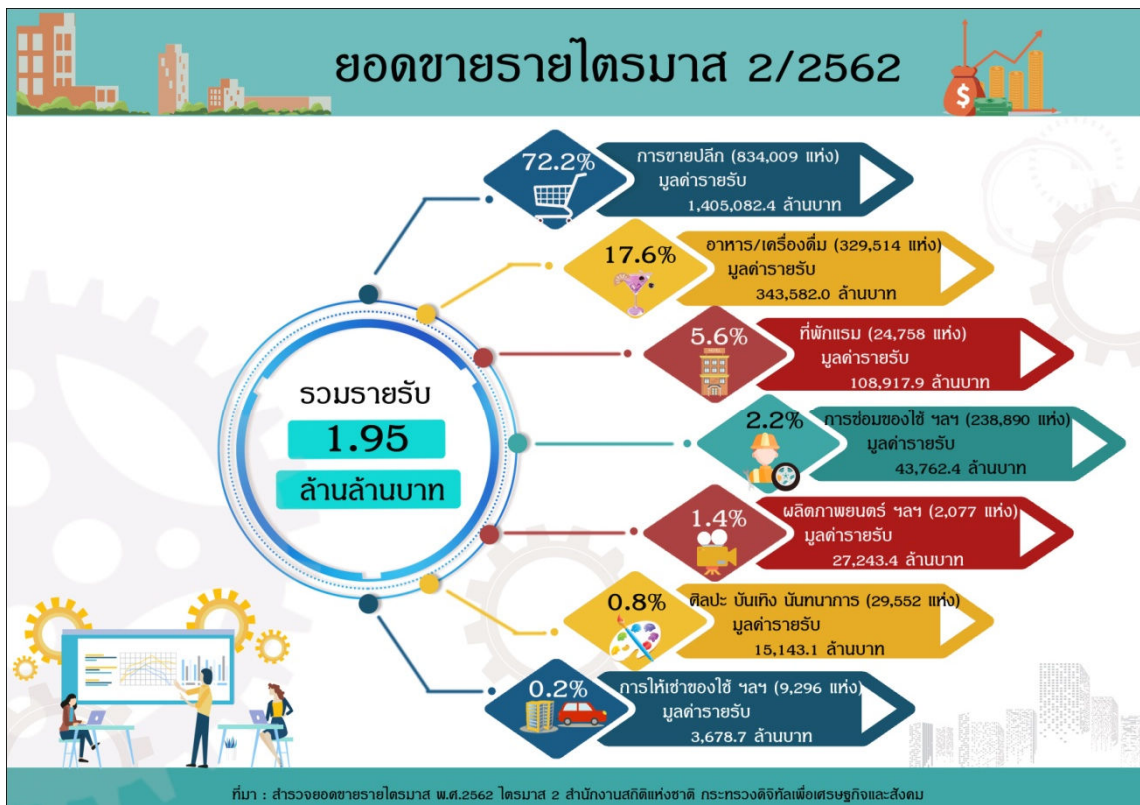 ยอดขายรายไตรมาส 2/2562
72.2%
การขายปลีก (834,009 แห่ง)
มูลค่ารายรับ
1,405,082.4 ล้านบาท
17.6%
อาหาร/เครื่องดื่ม (329,514 แห่ง)
มูลค่ารายรับ
343,582.0 ล้านบาท
5.6%
ที่พักแรม (24,758 แห่ง)
มูลค่ารายรับ
108,917.9 ล้านบาท
รวมรายรับ
1.95
ล้านล้านบาท
2.2%
การซ่อมของใช้ ฯลฯ (238,890 แห่ง)
มูลค่ารายรับ
43,762.4 ล้านบาท
1.4%
ผลิตภาพยนตร์ ฯลฯ (2,077 แห่ง)
มูลค่ารายรับ
27,243.4 ล้านบาท
0.8%
ศิลปะ บันเทิง นันทนาการ (29,552 แห่ง)
มูลค่ารายรับ
15,143.1 ล้านบาท
0.2%
การให้เช่าของใช้ ฯลฯ (9,296 แห่ง)
มูลค่ารายรับ
3,678.7 ล้านบาท
ที่มา : สำรวจยอดขายรายไตรมาส พ.ศ.2562 ไตรมาส 2 สำนักงานสถิติแห่งชาติ กระทรวงดิจิทัลเพื่อเศรษฐกิจและสังคม